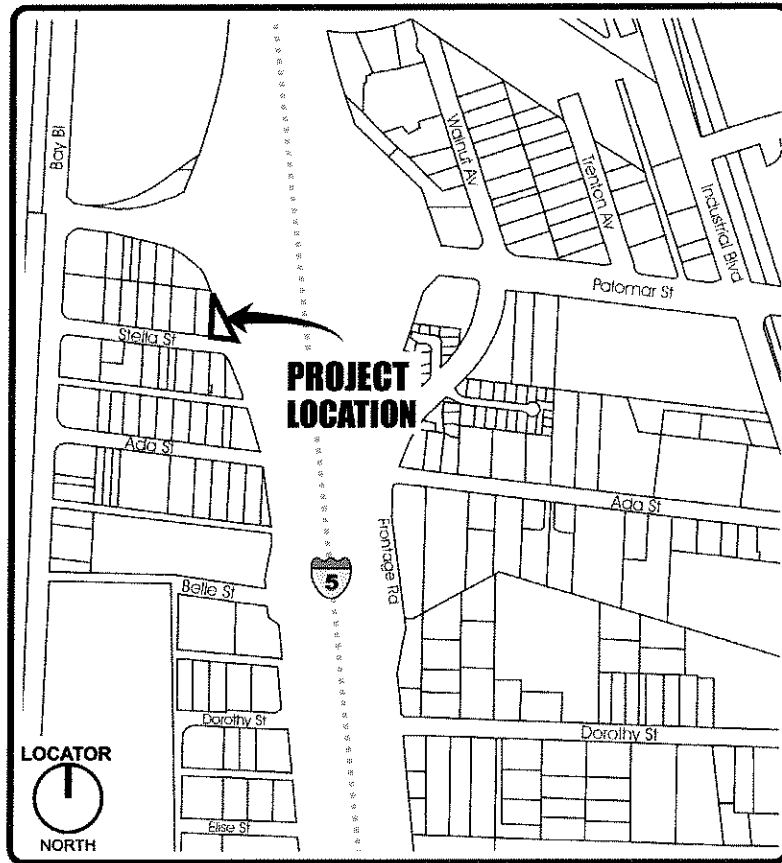 Bay Bl
Walnut Av
Trenton Av
Industrial Blvd
Palomar St
Stella St
PROJECT
LOCATION
Ada St
Ada St
Frontage Rd
5
Belle St
Dorothy St
Dorothy St
LOCATOR
NORTH
Elise St